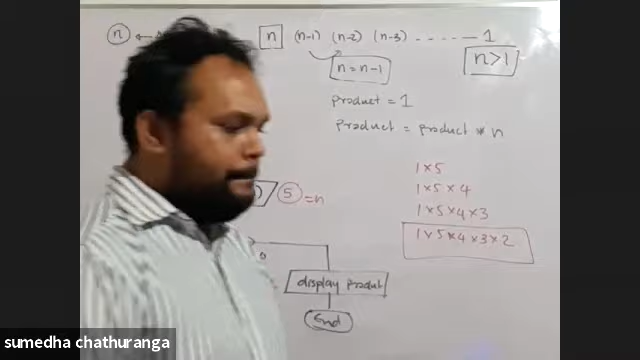 n n (n-1) (n-2) (n-3) ------ 1
n = n-1
n>1
product = 1
product = product * n
5 = n
1 x 5
1 x 5 x 4
1 x 5 x 4 x 3
1 x 5 x 4 x 3 x 2
0
display product
End
sumedha chathuranga